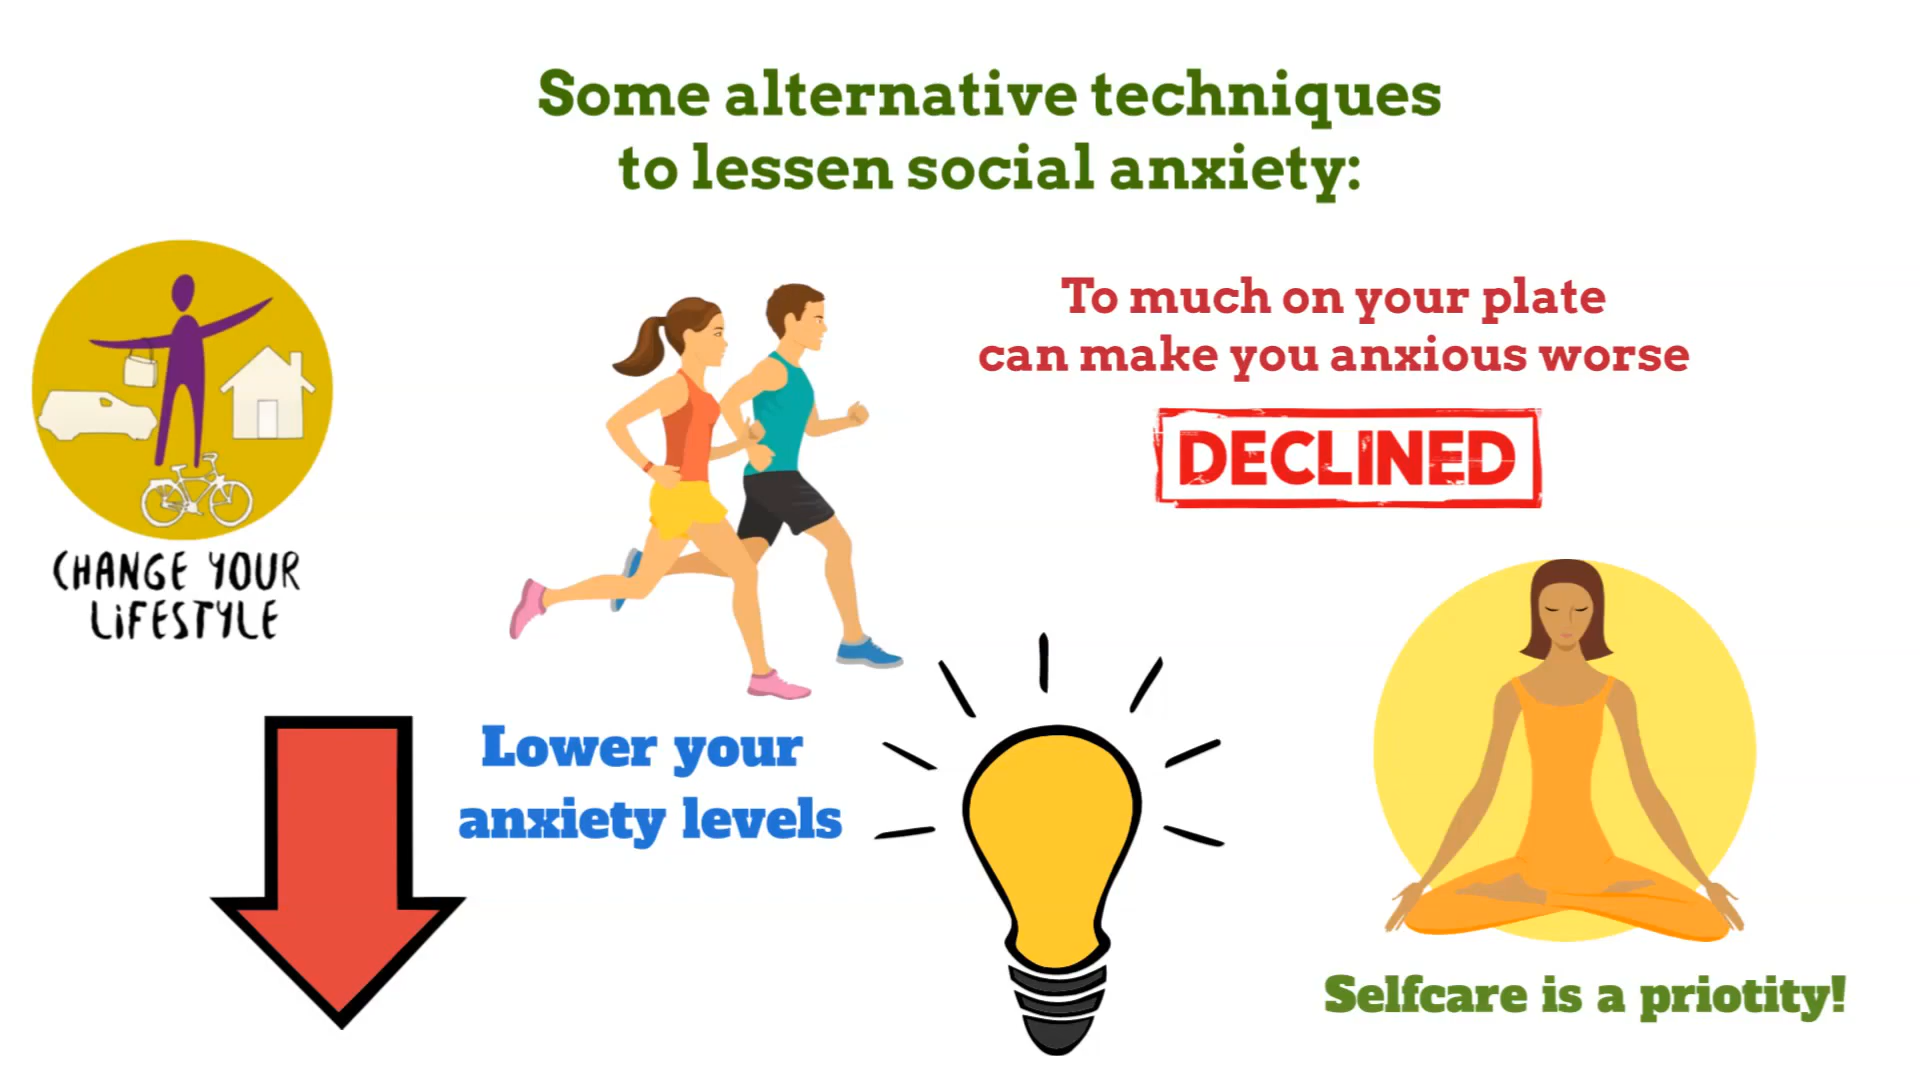 Some alternative techniques
to lessen social anxiety:
To much on your plate
can make you anxious worse
DECLINED
CHANGE YOUR
LiFESTYLE
Lower your
anxiety levels
Selfcare is a priotity!